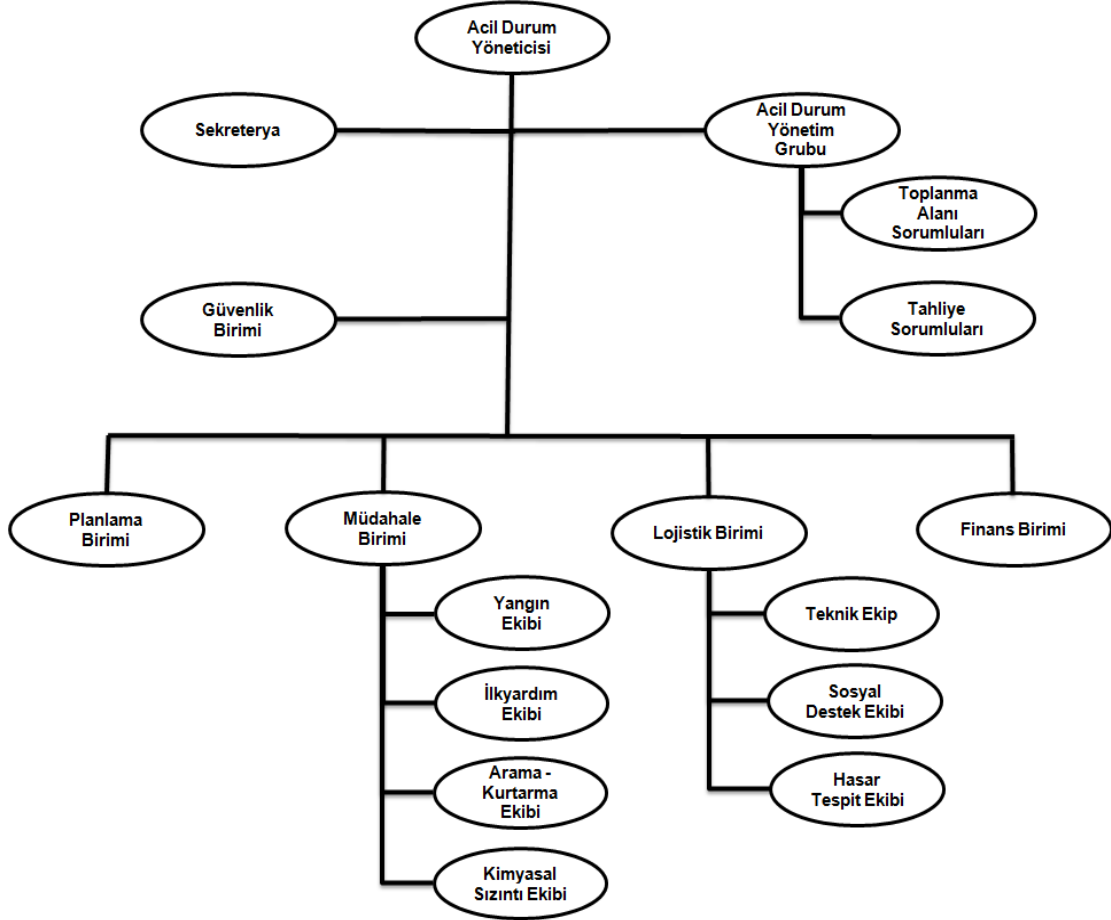 Acil Durum
Yöneticisi
Sekreterya
Acil Durum
Yönetim
Grubu
Toplanma
Alanı
Sorumluları
Güvenlik
Birimi
Tahliye
Sorumluları
Planlama
Birimi
Müdahale
Birimi
Lojistik Birimi
Finans Birimi
Yangın
Ekibi
Teknik Ekip
İlkyardım
Ekibi
Sosyal
Destek Ekibi
Arama -
Kurtarma
Ekibi
Hasar
Tespit Ekibi
Kimyasal
Sızıntı Ekibi